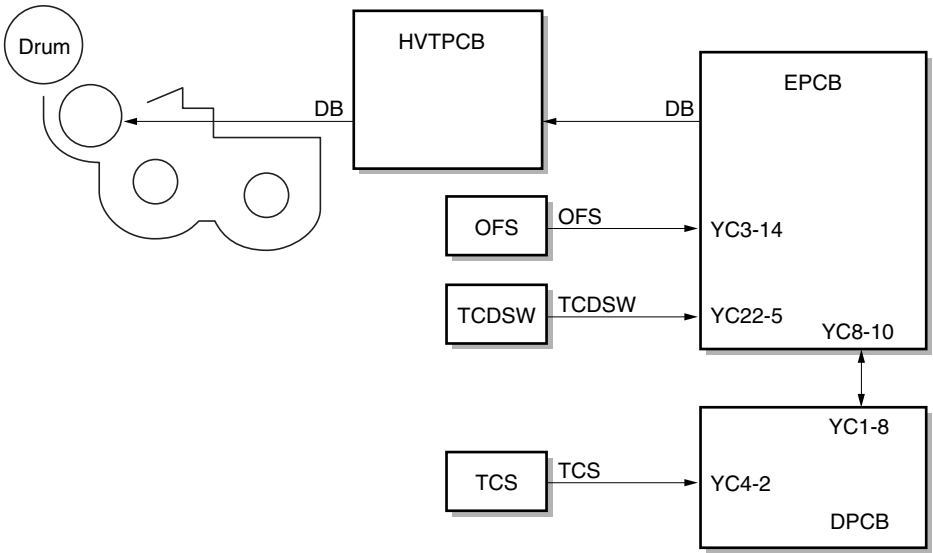 Drum
HVTPCB
EPCB
DB
DB
OFS
OFS
YC3-14
TCDSW
TCDSW
YC22-5
YC8-10
YC1-8
TCS
TCS
YC4-2
DPCB